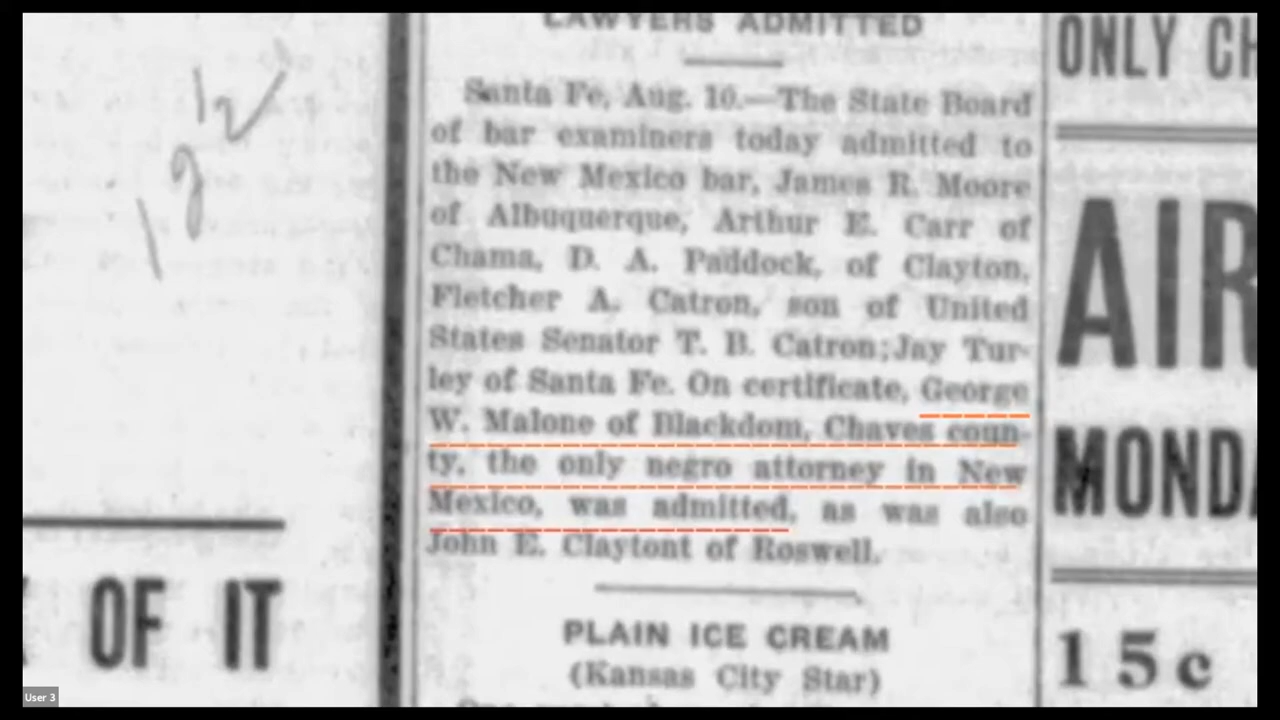 LAWYERS ADMITTED
Santa Fe, Aug. 10.—The State Board
of bar examiners today admitted to
the New Mexico bar, James R. Moore
of Albuquerque, Arthur E. Carr of
Chama, D. A. Paddock, of Clayton,
Fletcher A. Catron, son of United
States Senator T. B. Catron;Jay Tur-
ley of Santa Fe. On certificate, George
W. Malone of Blackdom, Chaves coun-
ty, the only negro attorney in New
Mexico, was admitted, as was also
John E. Claytont of Roswell.
PLAIN ICE CREAM
(Kansas City Star)
OF IT
ONLY CH
AIR
MONDA
15c
User 3